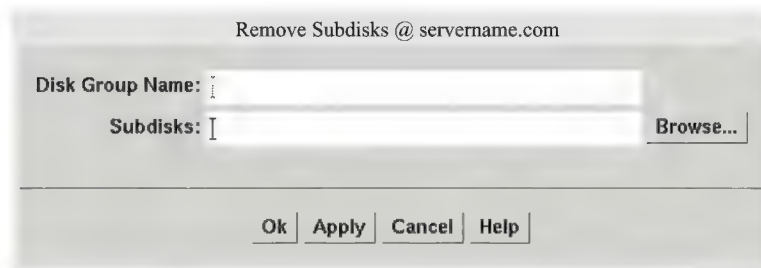 Remove Subdisks @ servername.com
Disk Group Name:
Subdisks: Browse...
Ok Apply Cancel Help